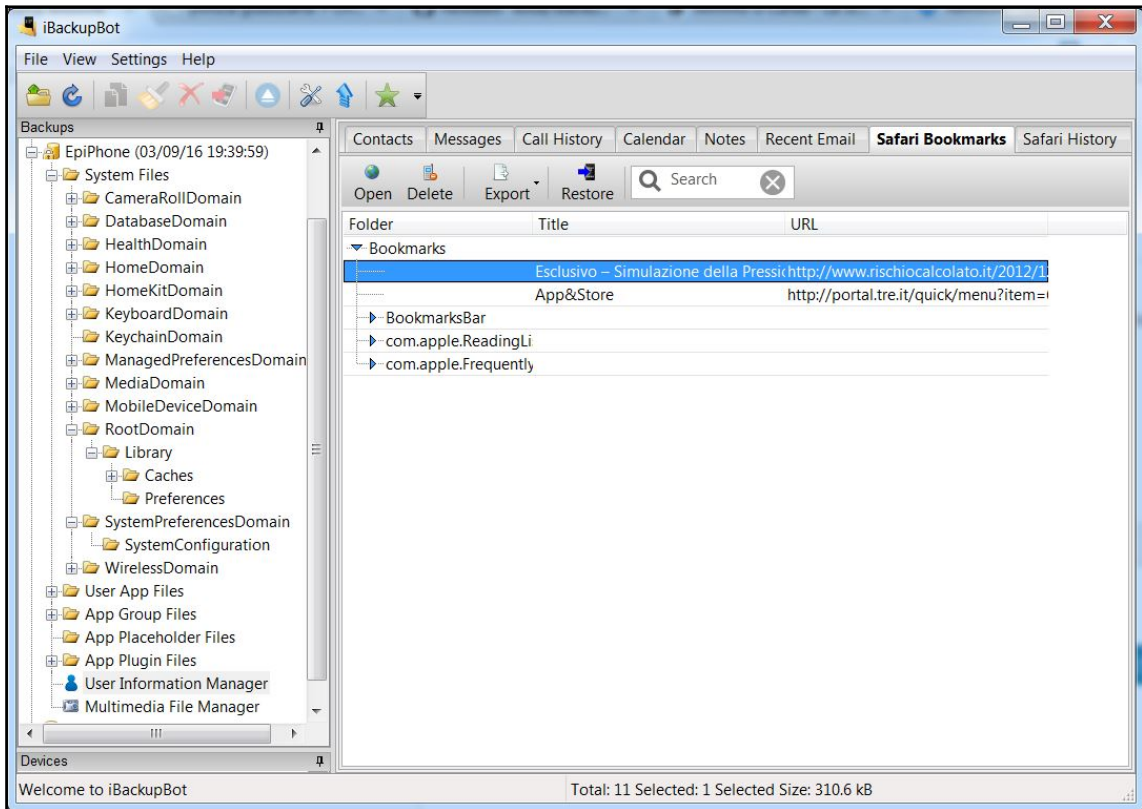 iBackupBot
File View Settings Help
Backups
EpiPhone (03/09/16 19:39:59)
System Files
CameraRollDomain
DatabaseDomain
HealthDomain
HomeDomain
HomeKitDomain
KeyboardDomain
KeychainDomain
ManagedPreferencesDomain
MediaDomain
MobileDeviceDomain
RootDomain
Library
Caches
Preferences
SystemPreferencesDomain
SystemConfiguration
WirelessDomain
User App Files
App Group Files
App Placeholder Files
App Plugin Files
User Information Manager
Multimedia File Manager
Devices
Contacts Messages Call History Calendar Notes Recent Email Safari Bookmarks Safari History
Open Delete Export Restore Search
Folder Title URL
Bookmarks
Esclusivo – Simulazione della Pressic http://www.rischiocalcolato.it/2012/1
App&Store http://portal.tre.it/quick/menu?item=
BookmarksBar
com.apple.ReadingLi
com.apple.Frequently
Welcome to iBackupBot Total: 11 Selected: 1 Selected Size: 310.6 kB